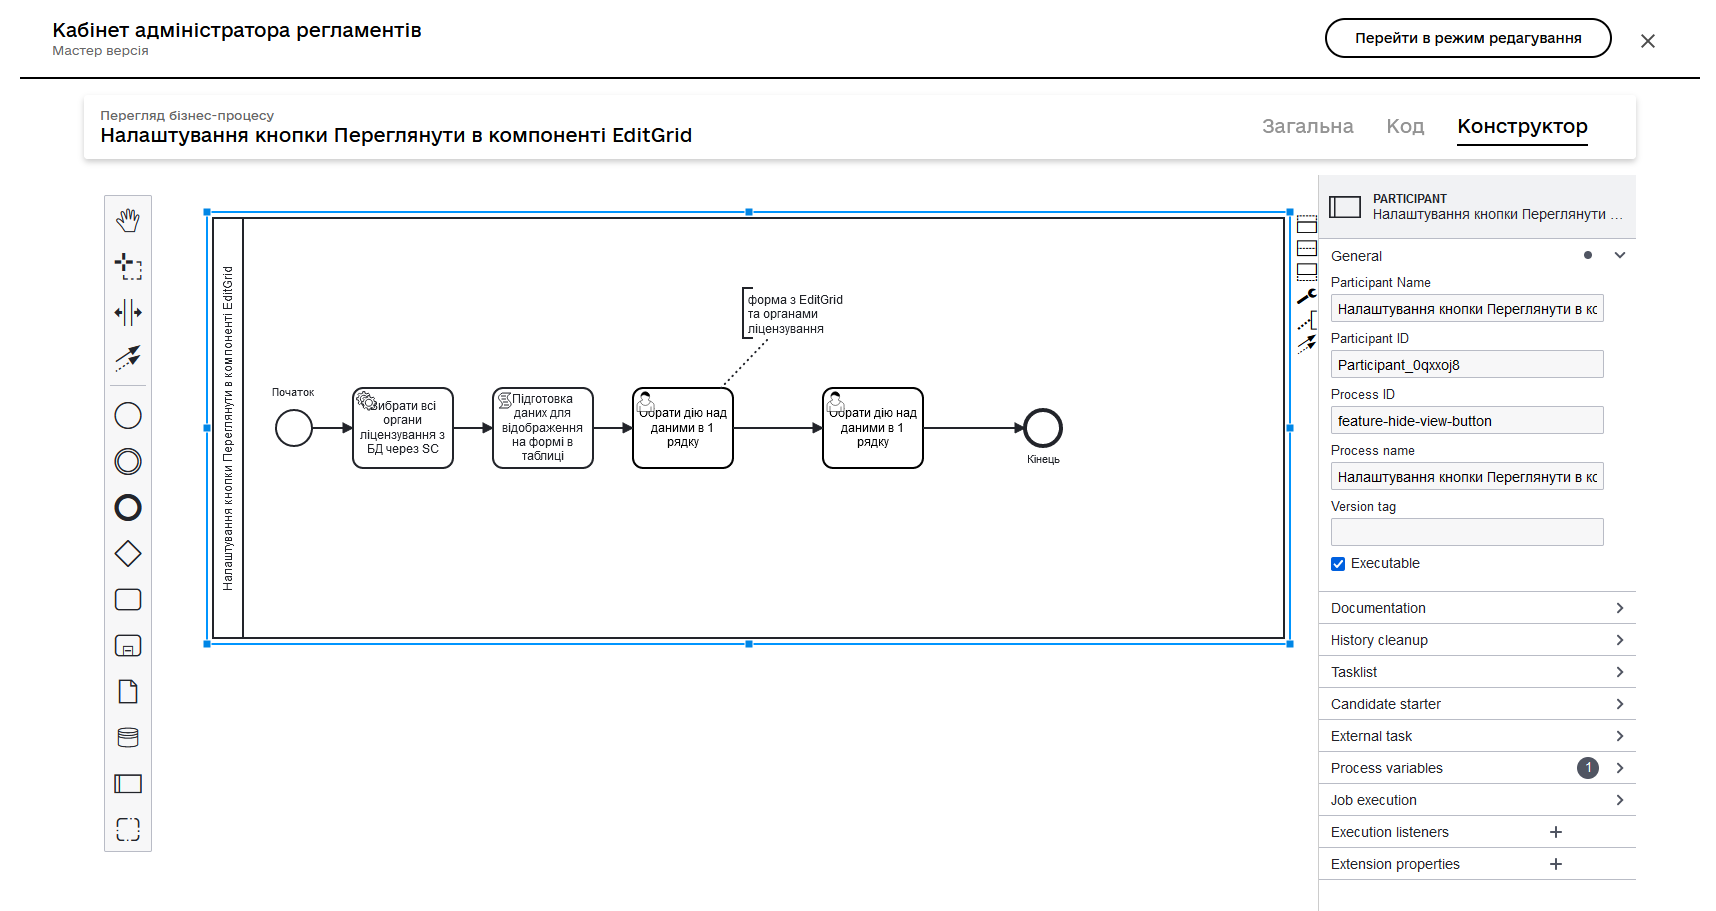 Кабінет адміністратора регламентів
Мастер версія
Перейти в режим редагування
Перегляд бізнес-процесу
Налаштування кнопки Переглянути в компоненті EditGrid
Загальна
Код
Конструктор
Налаштування кнопки Переглянути в компоненті EditGrid
форма з EditGrid
та органами
ліцензування
Початок
Вибрати всі
органи
ліцензування з
БД через SC
Підготовка
даних для
відображення
на формі в
таблиці
Обрати дію над
даними в 1
рядку
Обрати дію над
даними в 1
рядку
Кінець
PARTICIPANT
Налаштування кнопки Переглянути ...
General
Participant Name
Налаштування кнопки Переглянути в кс
Participant ID
Participant_0qxxoj8
Process ID
feature-hide-view-button
Process name
Налаштування кнопки Переглянути в кс
Version tag
Executable
Documentation
History cleanup
Tasklist
Candidate starter
External task
Process variables
1
Job execution
Execution listeners
Extension properties